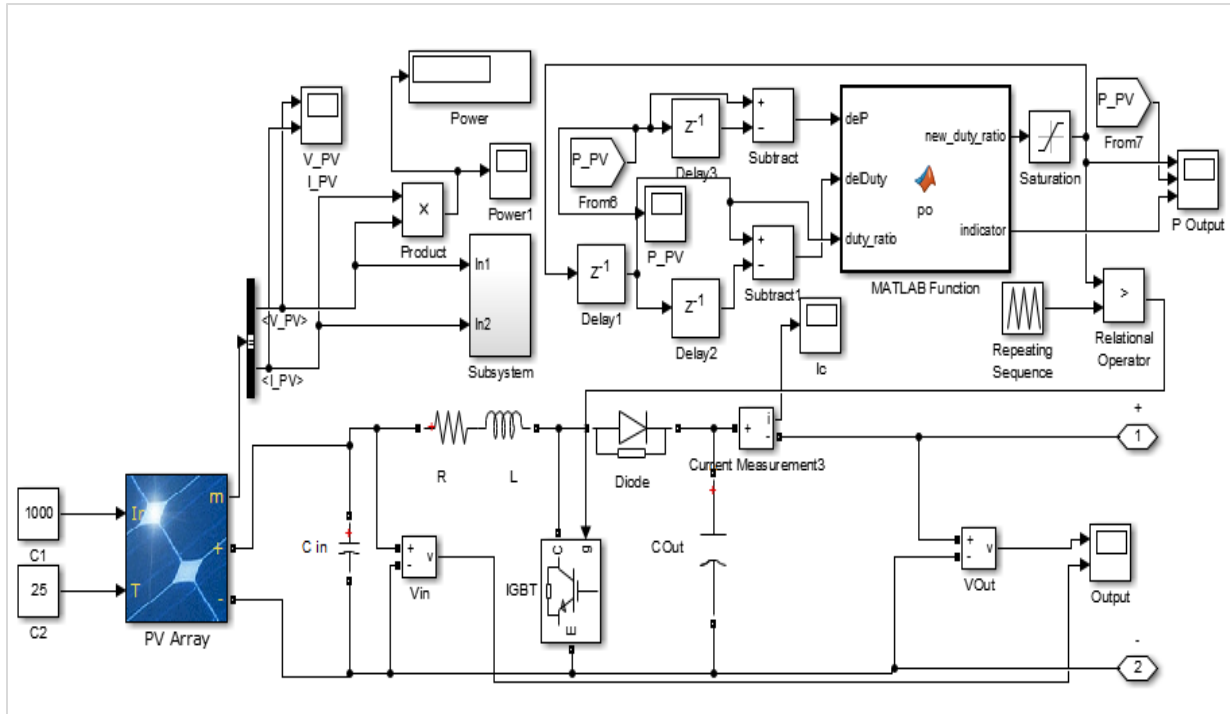 Power
V_PV
I_PV
×
Product
Power1
In1
In2
Subsystem
<V_PV>
<I_PV>
P_PV
From6
z⁻¹
Delay3
+
−
Subtract
P_PV
z⁻¹
Delay1
z⁻¹
Delay2
+
−
Subtract1
delP
delDuty
duty_ratio
po
new_duty_ratio
indicator
MATLAB Function
Saturation
P_PV
From7
P Output
Repeating
Sequence
>
Relational
Operator
Ic
1000
C1
25
C2
Ir
T
m
+
-
PV Array
+
C in
+
R
L
+
-
v
Vin
Diode
C
g
E
IGBT
+
i
-
Current Measurement3
+
COut
+
-
v
VOut
Output
+
1
-
2